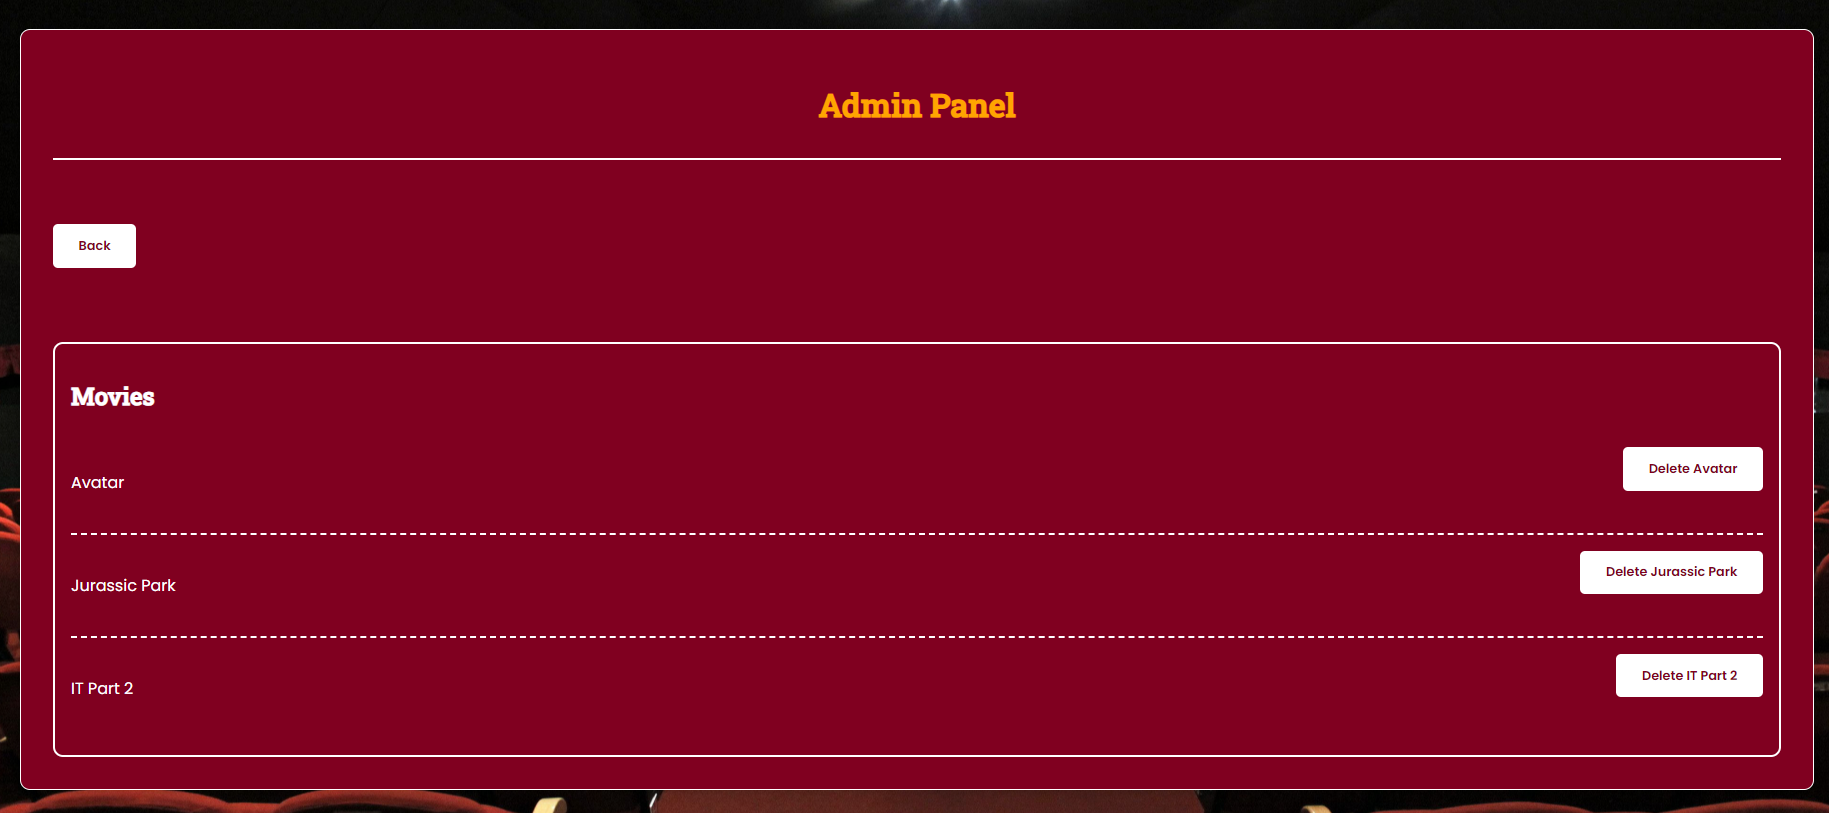 Admin Panel
Back
Movies
Avatar
Delete Avatar
Jurassic Park
Delete Jurassic Park
IT Part 2
Delete IT Part 2